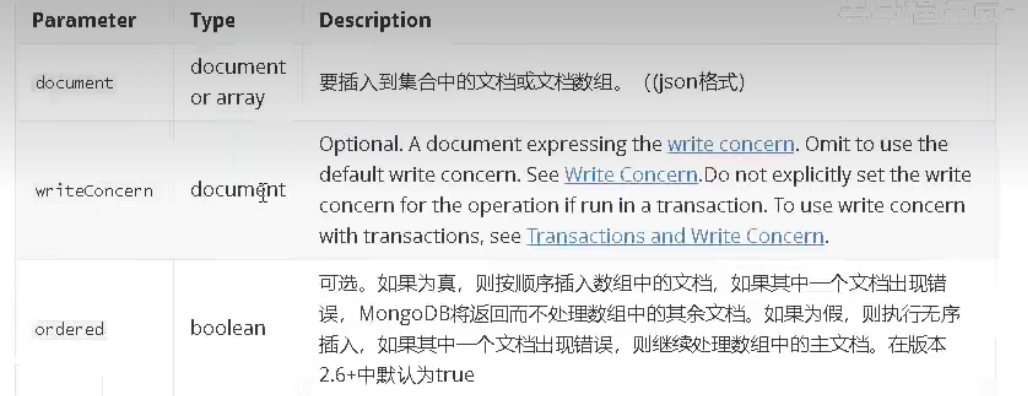 Parameter Type Description
document document or array 要插入到集合中的文档或文档数组。（(json格式）
writeConcern document Optional. A document expressing the write concern. Omit to use the
default write concern. See Write Concern.Do not explicitly set the write
concern for the operation if run in a transaction. To use write concern
with transactions, see Transactions and Write Concern.
ordered boolean 可选。如果为真，则按顺序插入数组中的文档，如果其中一个文档出现错
误，MongoDB将返回而不处理数组中的其余文档。如果为假，则执行无序
插入，如果其中一个文档出现错误，则继续处理数组中的主文档。在版本
2.6+中默认为true